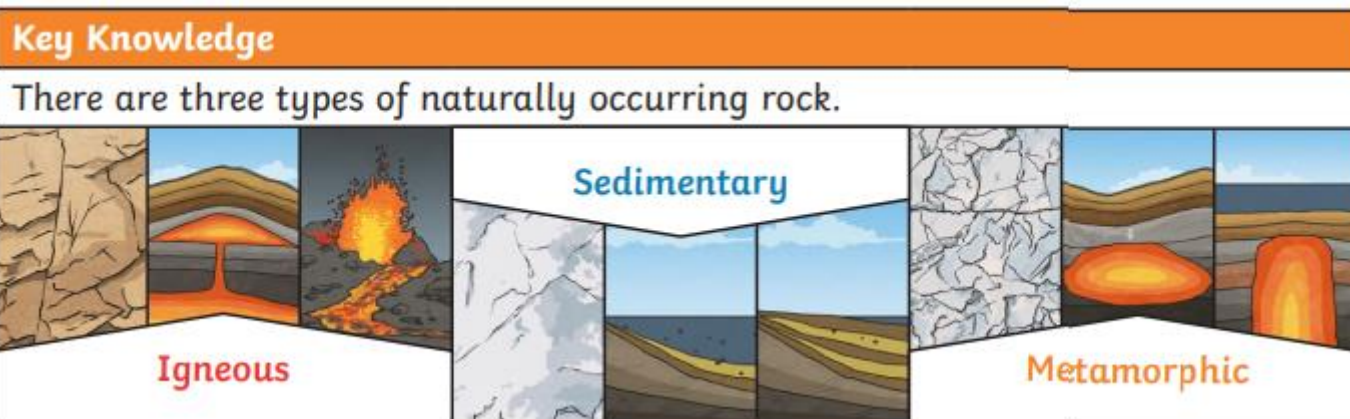 Key Knowledge
There are three types of naturally occurring rock.
Sedimentary
Igneous
Metamorphic